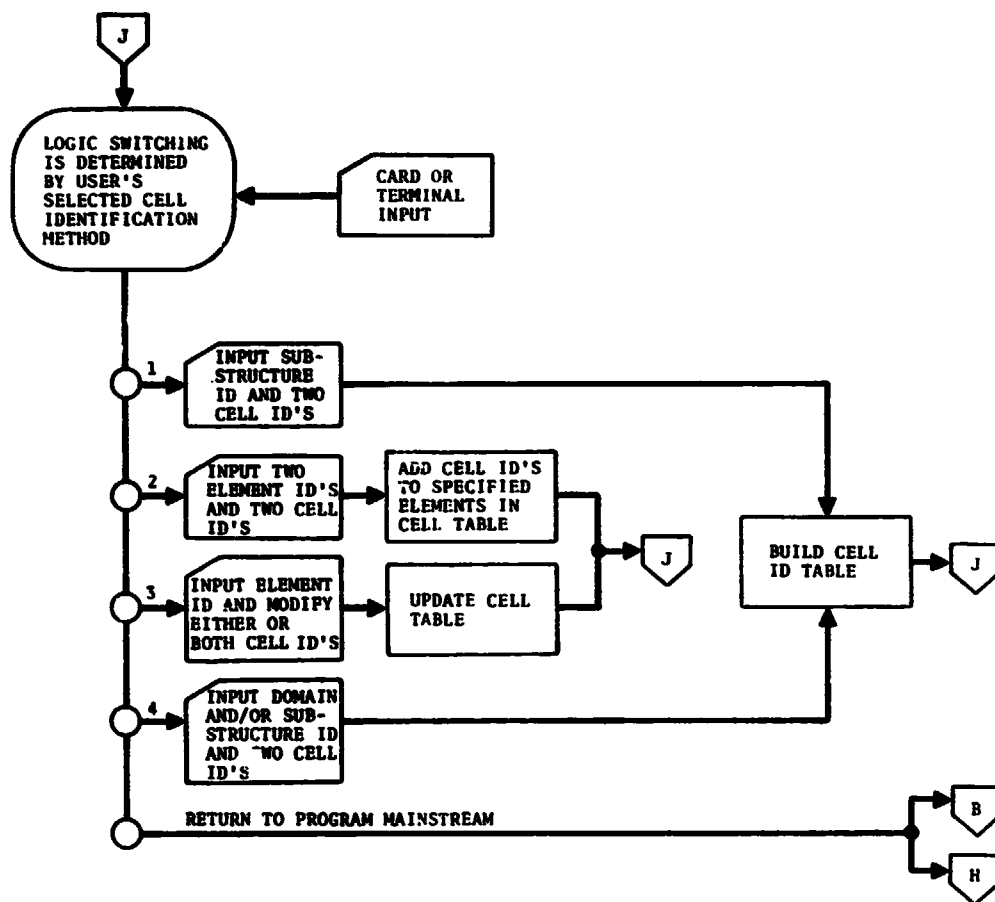 J
LOGIC SWITCHING
IS DETERMINED
BY USER'S
SELECTED CELL
IDENTIFICATION
METHOD
CARD OR
TERMINAL
INPUT
1
INPUT SUB-
STRUCTURE
ID AND TWO
CELL ID'S
2
INPUT TWO
ELEMENT ID'S
AND TWO CELL
ID'S
ADD CELL ID'S
TO SPECIFIED
ELEMENTS IN
CELL TABLE
J
BUILD CELL
ID TABLE
J
3
INPUT ELEMENT
ID AND MODIFY
EITHER OR
BOTH CELL ID'S
UPDATE CELL
TABLE
4
INPUT DOMAIN
AND/OR SUB-
STRUCTURE ID
AND TWO CELL
ID'S
RETURN TO PROGRAM MAINSTREAM
B
H